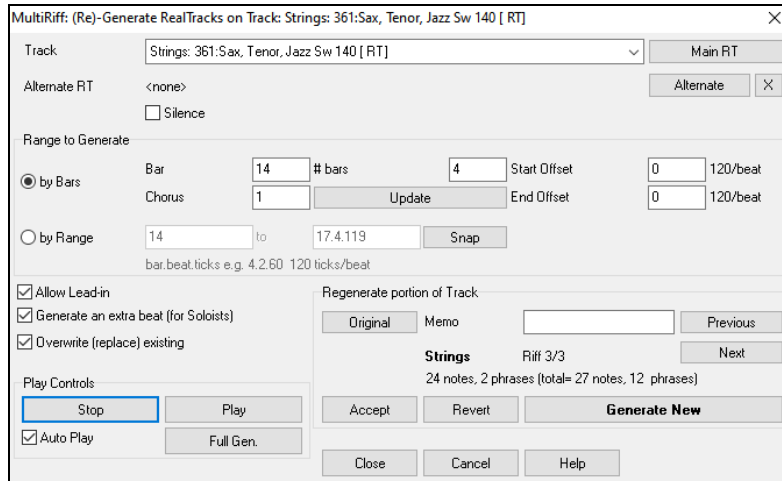 MultiRiff: (Re)-Generate RealTracks on Track: Strings: 361:Sax, Tenor, Jazz Sw 140 [ RT]
Track Strings: 361:Sax, Tenor, Jazz Sw 140 [ RT] Main RT
Alternate RT <none> Alternate X
Silence
Range to Generate
by Bars Bar 14 # bars 4 Start Offset 0 120/beat
Chorus 1 Update End Offset 0 120/beat
by Range 14 to 17.4.119 Snap
bar.beat.ticks e.g. 4.2.60 120 ticks/beat
Allow Lead-in
Generate an extra beat (for Soloists)
Overwrite (replace) existing
Regenerate portion of Track
Original Memo Previous
Strings Riff 3/3 Next
24 notes, 2 phrases (total= 27 notes, 12 phrases)
Accept Revert Generate New
Play Controls
Stop Play
Auto Play Full Gen.
Close Cancel Help